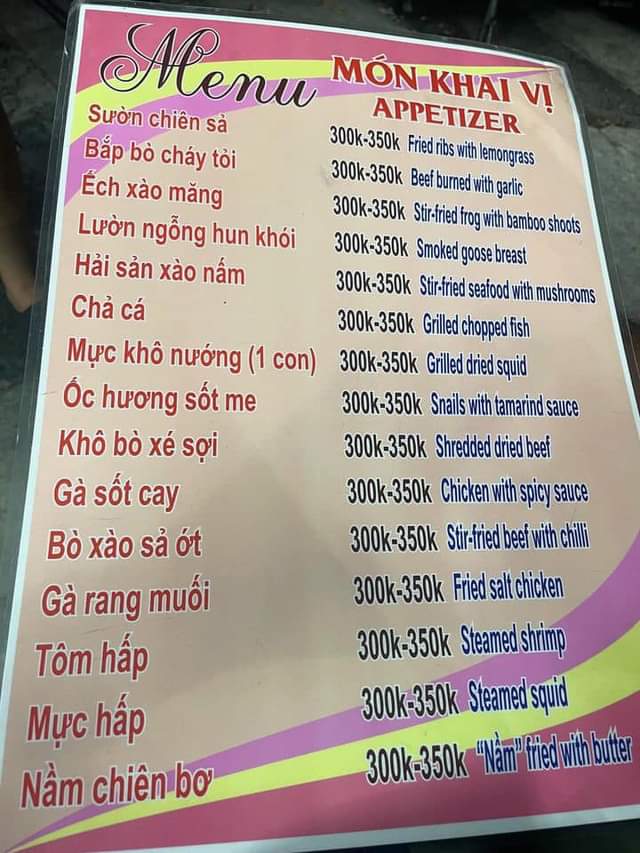 Menu
MÓN KHAI VỊ
APPETIZER
Sườn chiên sả 300k-350k Fried ribs with lemongrass
Bắp bò cháy tỏi 300k-350k Beef burned with garlic
Ếch xào măng 300k-350k Stir-fried frog with bamboo shoots
Lườn ngỗng hun khói 300k-350k Smoked goose breast
Hải sản xào nấm 300k-350k Stir-fried seafood with mushrooms
Chả cá 300k-350k Grilled chopped fish
Mực khô nướng (1 con) 300k-350k Grilled dried squid
Ốc hương sốt me 300k-350k Snails with tamarind sauce
Khô bò xé sợi 300k-350k Shredded dried beef
Gà sốt cay 300k-350k Chicken with spicy sauce
Bò xào sả ớt 300k-350k Stir-fried beef with chilli
Gà rang muối 300k-350k Fried salt chicken
Tôm hấp 300k-350k Steamed shrimp
Mực hấp 300k-350k Steamed squid
Nầm chiên bơ 300k-350k "Nầm" fried with butter